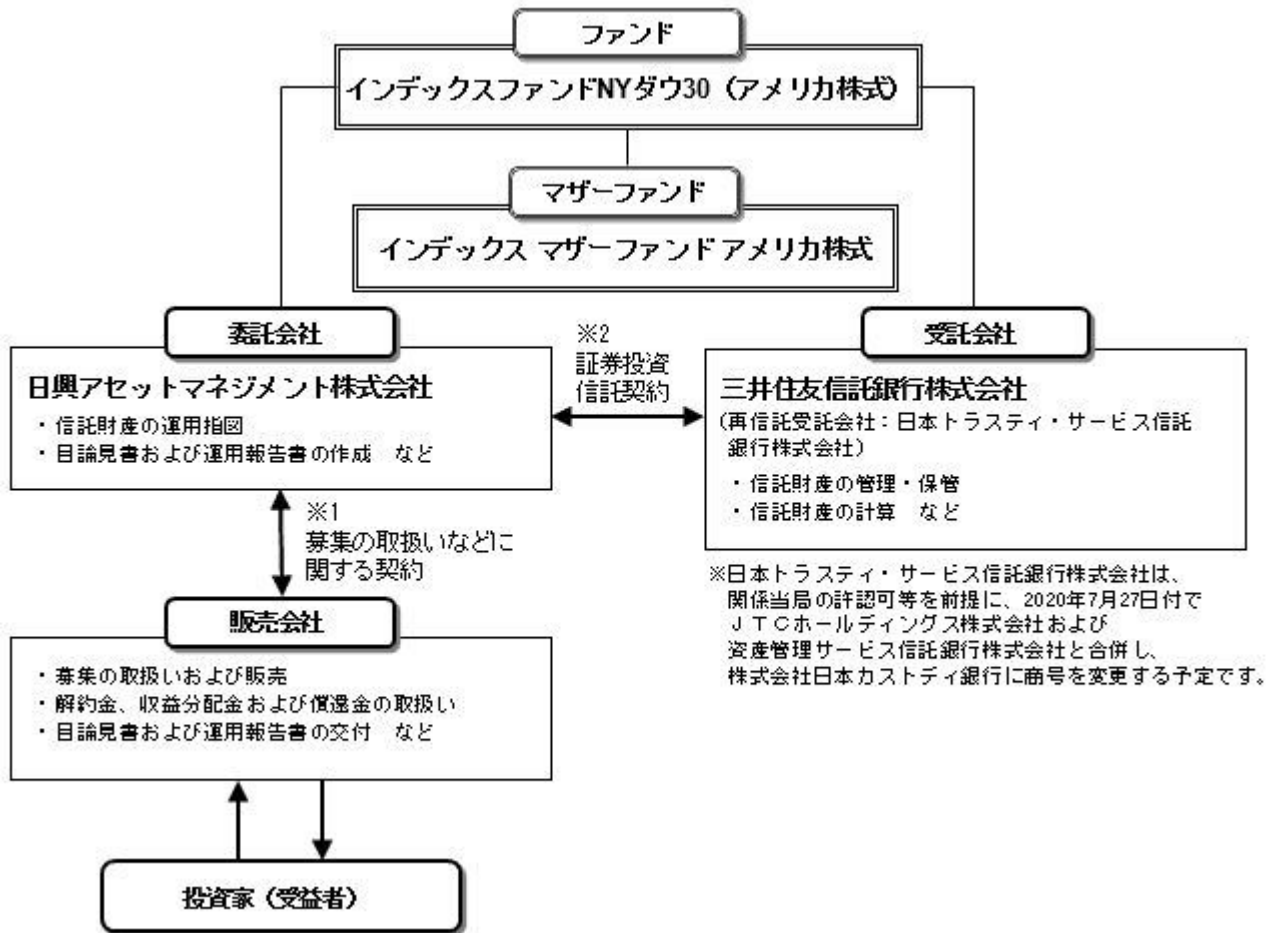 ファンド
インデックスファンドNYダウ30（アメリカ株式）
マザーファンド
インデックス マザーファンド アメリカ株式
委託会社
日興アセットマネジメント株式会社
・信託財産の運用指図
・目論見書および運用報告書の作成　など
※2
証券投資
信託契約
受託会社
三井住友信託銀行株式会社
（再信託受託会社：日本トラスティ・サービス信託
銀行株式会社）
・信託財産の管理・保管
・信託財産の計算　など
※1
募集の取扱いなどに
関する契約
※日本トラスティ・サービス信託銀行株式会社は、
関係当局の許認可等を前提に、2020年7月27日付で
ＪＴＣホールディングス株式会社および
資産管理サービス信託銀行株式会社と合併し、
株式会社日本カストディ銀行に商号を変更する予定です。
販売会社
・募集の取扱いおよび販売
・解約金、収益分配金および償還金の取扱い
・目論見書および運用報告書の交付　など
投資家（受益者）